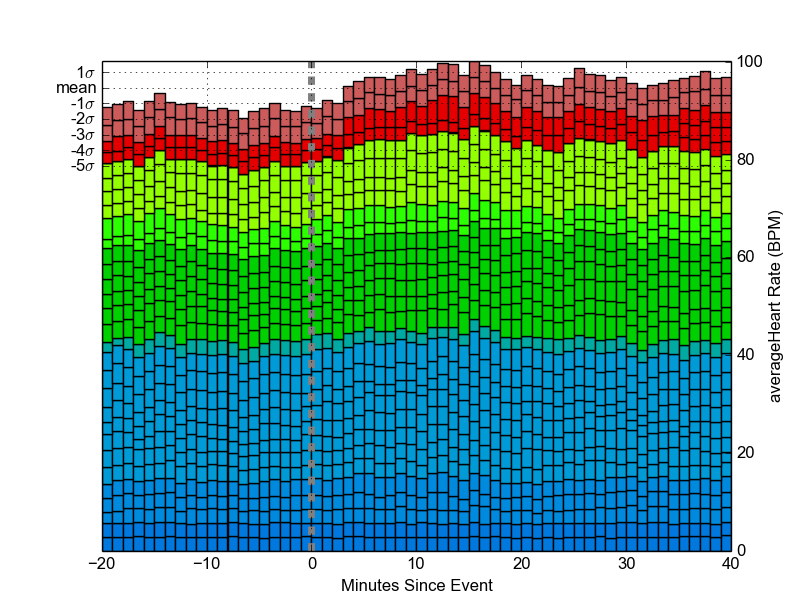 1σ
mean
-1σ
-2σ
-3σ
-4σ
-5σ
100
80
60
40
20
0
averageHeart Rate (BPM)
−20 −10 0 10 20 30 40
Minutes Since Event